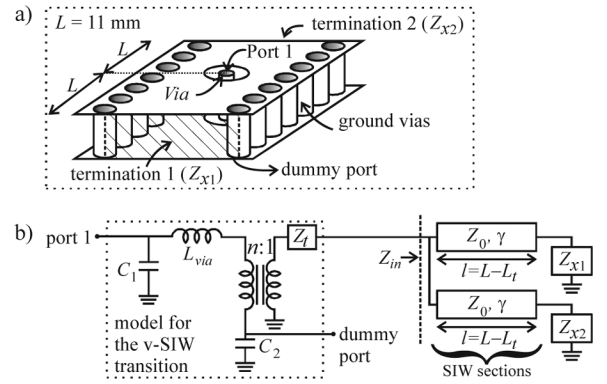 a)
L = 11 mm
termination 2 (Zx2)
L
Port 1
L
Via
ground vias
termination 1 (Zx1)
dummy port
b)
port 1
C1
Lvia
n:1
Zt
Zin
Z0, γ
l=L−Lt
Zx1
Z0, γ
l=L−Lt
Zx2
C2
dummy
port
model for
the v-SIW
transition
SIW sections